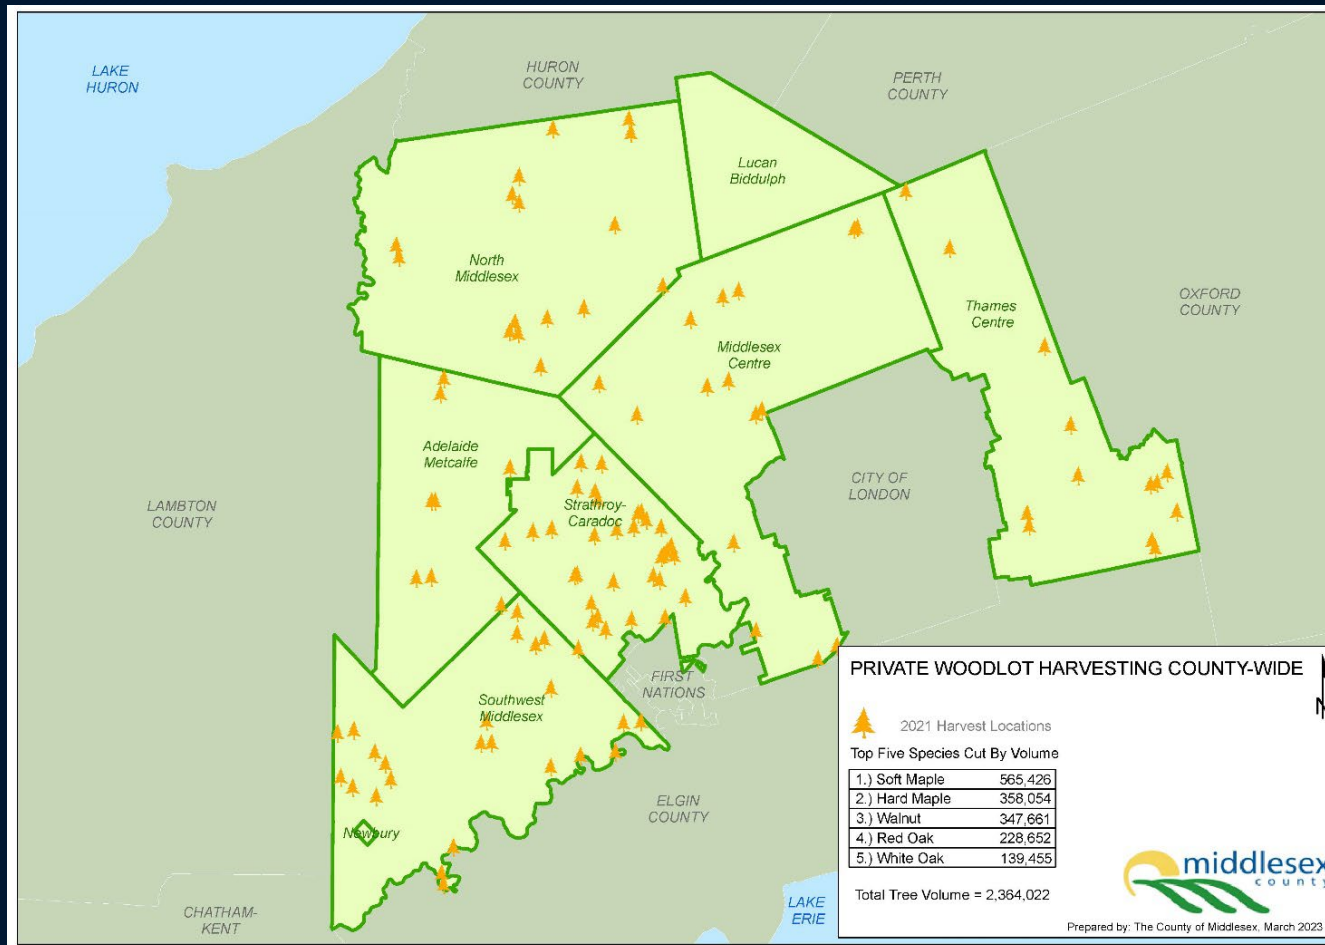 LAKE
HURON
HURON
COUNTY
PERTH
COUNTY
Lucan
Biddulph
North
Middlesex
OXFORD
COUNTY
Thames
Centre
Middlesex
Centre
Adelaide
Metcalfe
CITY OF
LONDON
LAMBTON
COUNTY
Strathroy-
Caradoc
FIRST
NATIONS
Southwest
Middlesex
ELGIN
COUNTY
Newbury
CHATHAM-
KENT
LAKE
ERIE
PRIVATE WOODLOT HARVESTING COUNTY-WIDE
2021 Harvest Locations
Top Five Species Cut By Volume
1.) Soft Maple 565,426
2.) Hard Maple 358,054
3.) Walnut 347,661
4.) Red Oak 228,652
5.) White Oak 139,455
Total Tree Volume = 2,364,022
middlesex
county
Prepared by: The County of Middlesex, March 2023